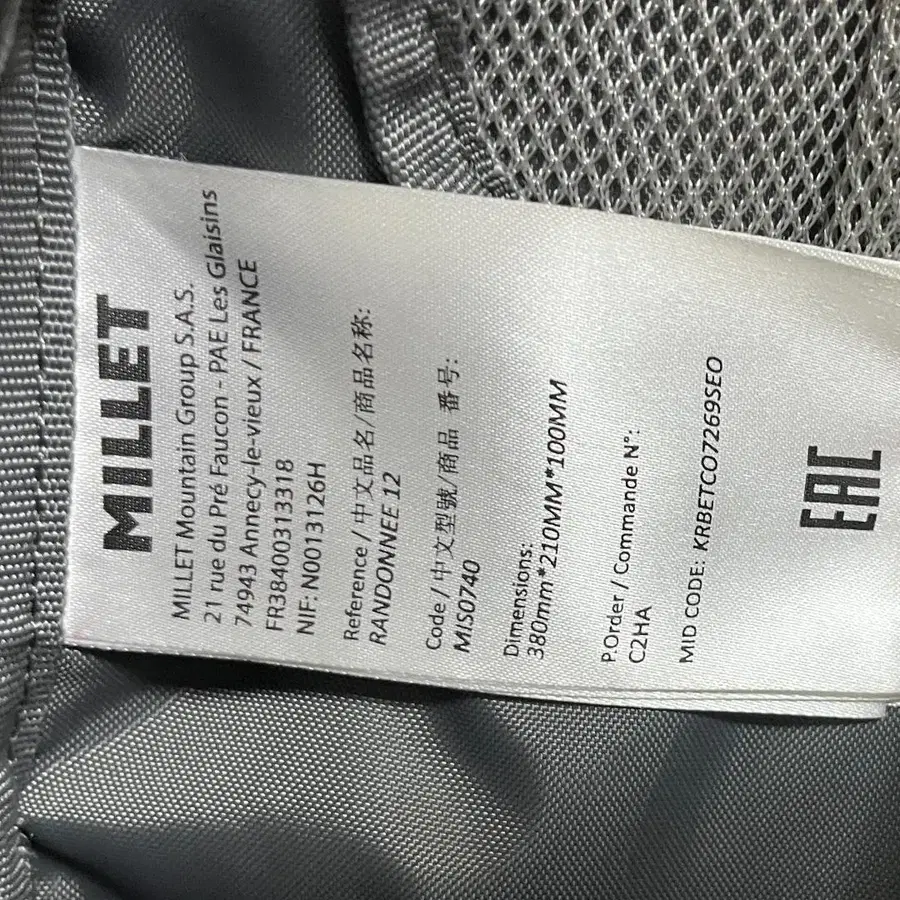 MILLET
MILLET Mountain Group S.A.S.
21 rue du Pré Faucon - PAE Les Glaisins
74943 Annecy-le-vieux / FRANCE
FR38400313318
NIF: N0013126H
Reference / 中文品名/商品名称:
RANDONNEE 12
Code / 中文型號/商品 番号:
MIS0740
Dimensions:
380mm*210MM*100MM
P.Order / Commande N°:
C2HA
MID CODE: KRBETCO7269SEO
EAC